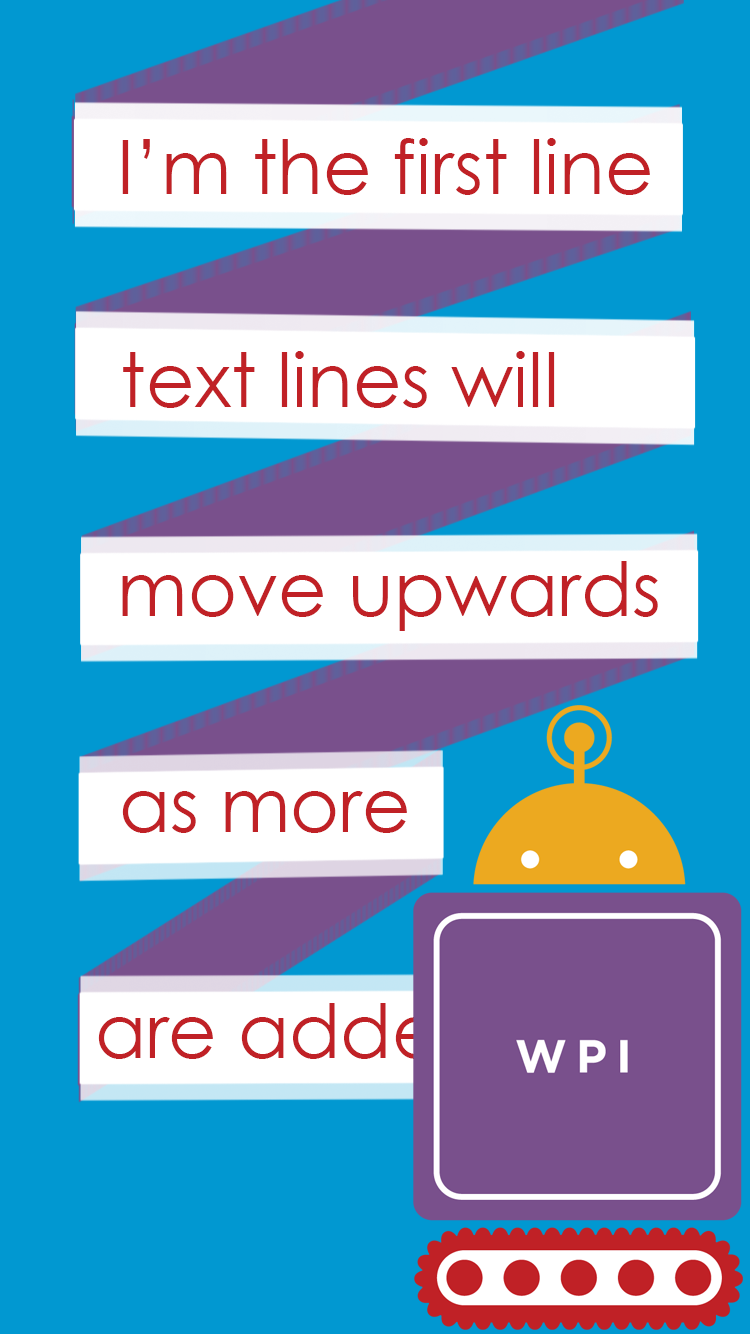 I'm the first line
text lines will
move upwards
as more
are adde
WPI